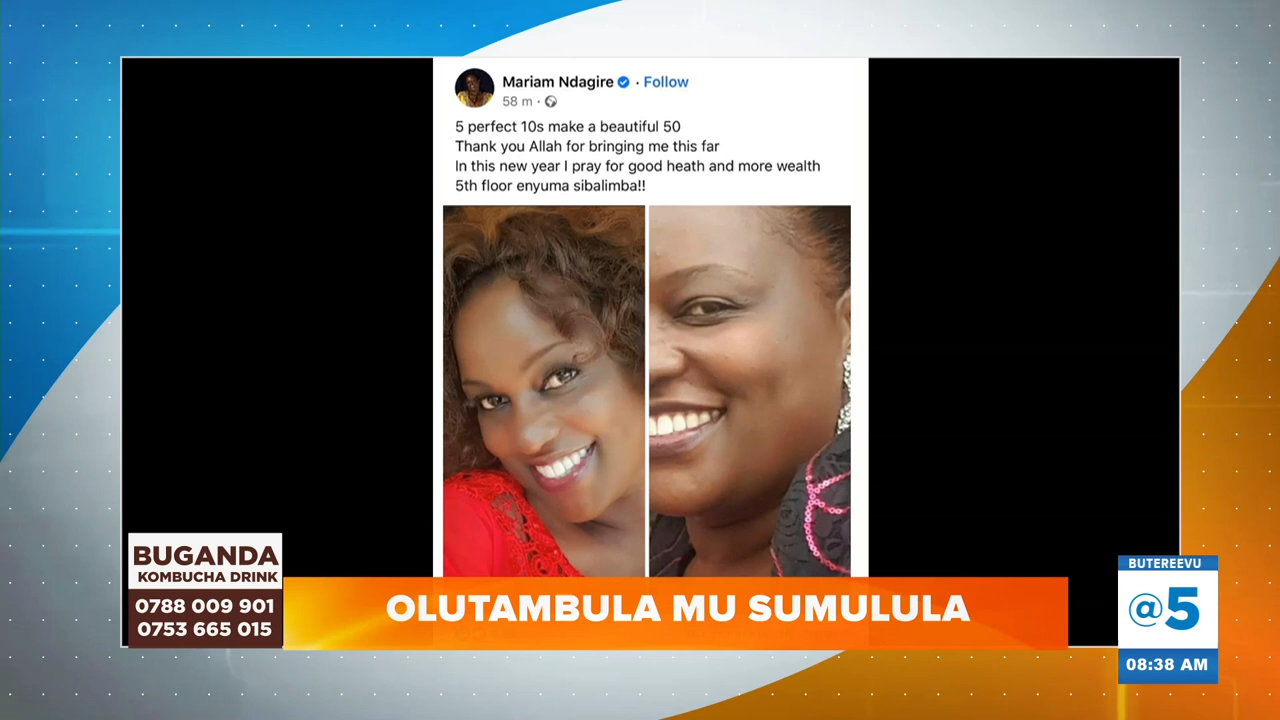 Mariam Ndagire · Follow
58 m ·
5 perfect 10s make a beautiful 50
Thank you Allah for bringing me this far
In this new year I pray for good heath and more wealth
5th floor enyuma sibalimba!!
BUGANDA
KOMBUCHA DRINK
0788 009 901
0753 665 015
OLUTAMBULA MU SUMULULA
BUTEREEVU
@5
08:38 AM